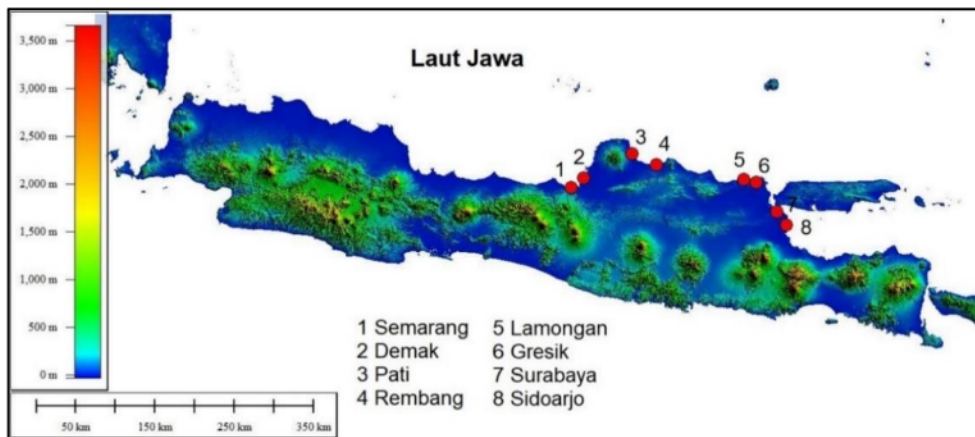 3,500 m
3,000 m
2,500 m
2,000 m
1,500 m
1,000 m
500 m
0 m
Laut Jawa
1
2
3
4
5
6
7
8
1 Semarang 5 Lamongan
2 Demak 6 Gresik
3 Pati 7 Surabaya
4 Rembang 8 Sidoarjo
50 km 150 km 250 km 350 km